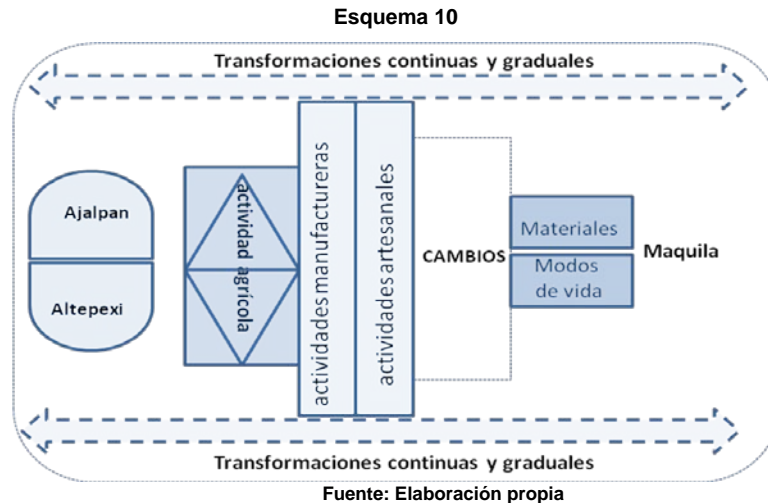 Esquema 10
Transformaciones continuas y graduales
Ajalpan
Altepexi
actividad agrícola
actividades manufactureras
actividades artesanales
CAMBIOS
Materiales
Modos
de vida
Maquila
Transformaciones continuas y graduales
Fuente: Elaboración propia